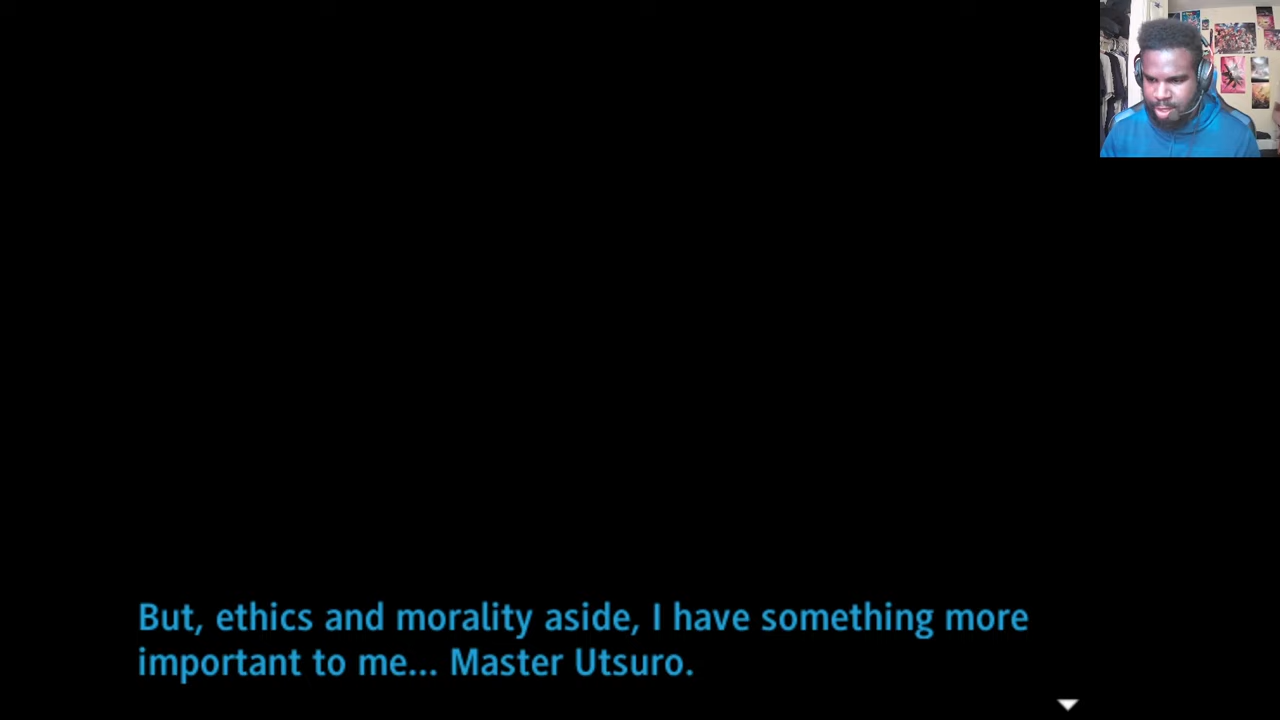 But, ethics and morality aside, I have something more
important to me... Master Utsuro.